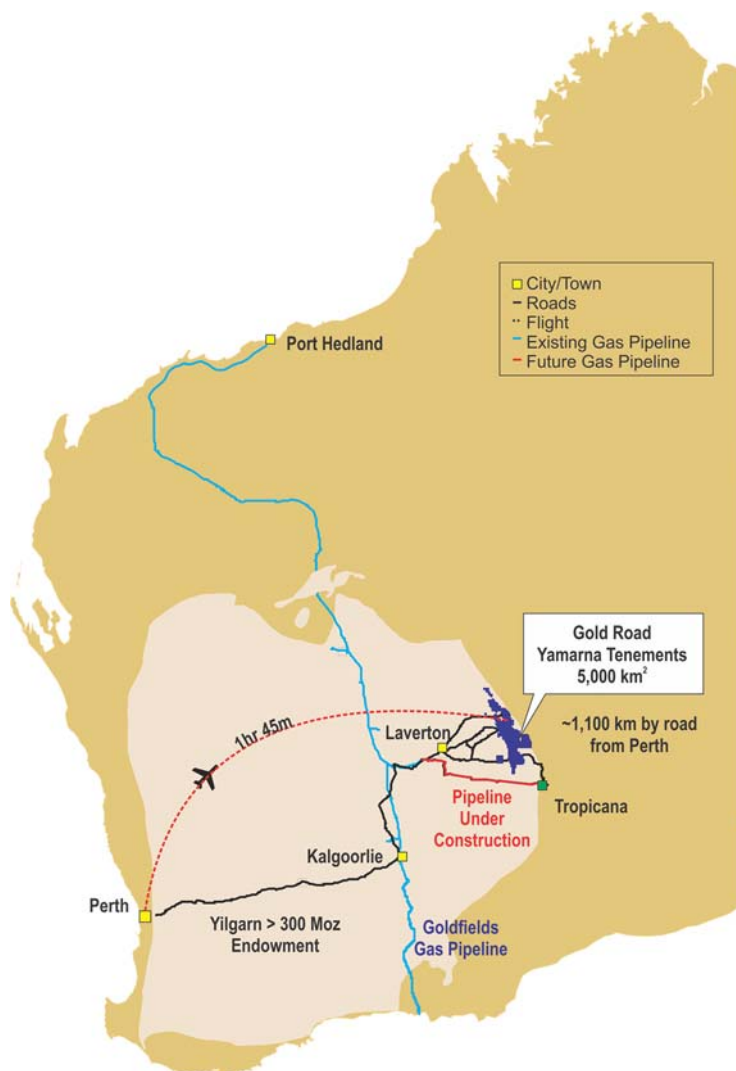 City/Town
Roads
Flight
Existing Gas Pipeline
Future Gas Pipeline
Port Hedland
Gold Road
Yamarna Tenements
5,000 km²
1hr 45m
Laverton
~1,100 km by road
from Perth
Pipeline
Under
Construction
Tropicana
Kalgoorlie
Perth
Yilgarn > 300 Moz
Endowment
Goldfields
Gas Pipeline